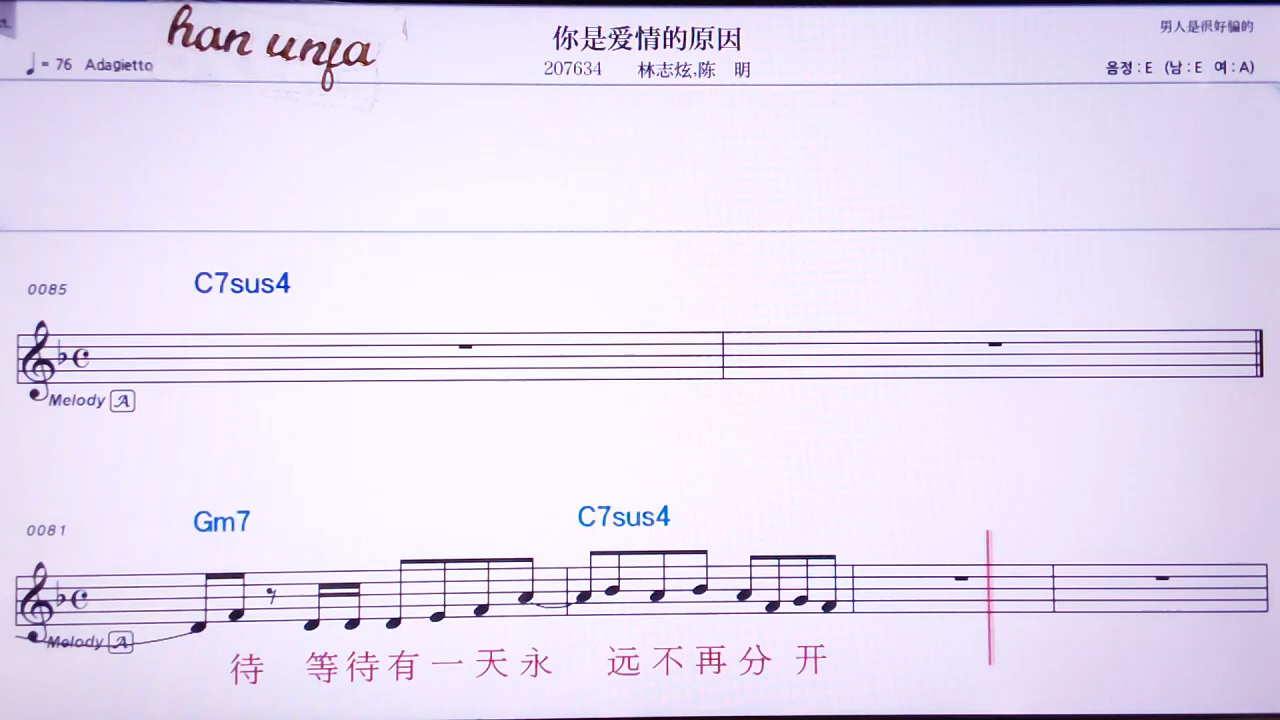 han unfa
♩= 76 Adagietto
你是爱情的原因
207634 林志炫,陈 明
男人是很好騙的
음정 : E (남 : E 여 : A)
0085
C7sus4
Melody A
0081
Gm7 C7sus4
Melody A
待 等待有一天永 远不再分开